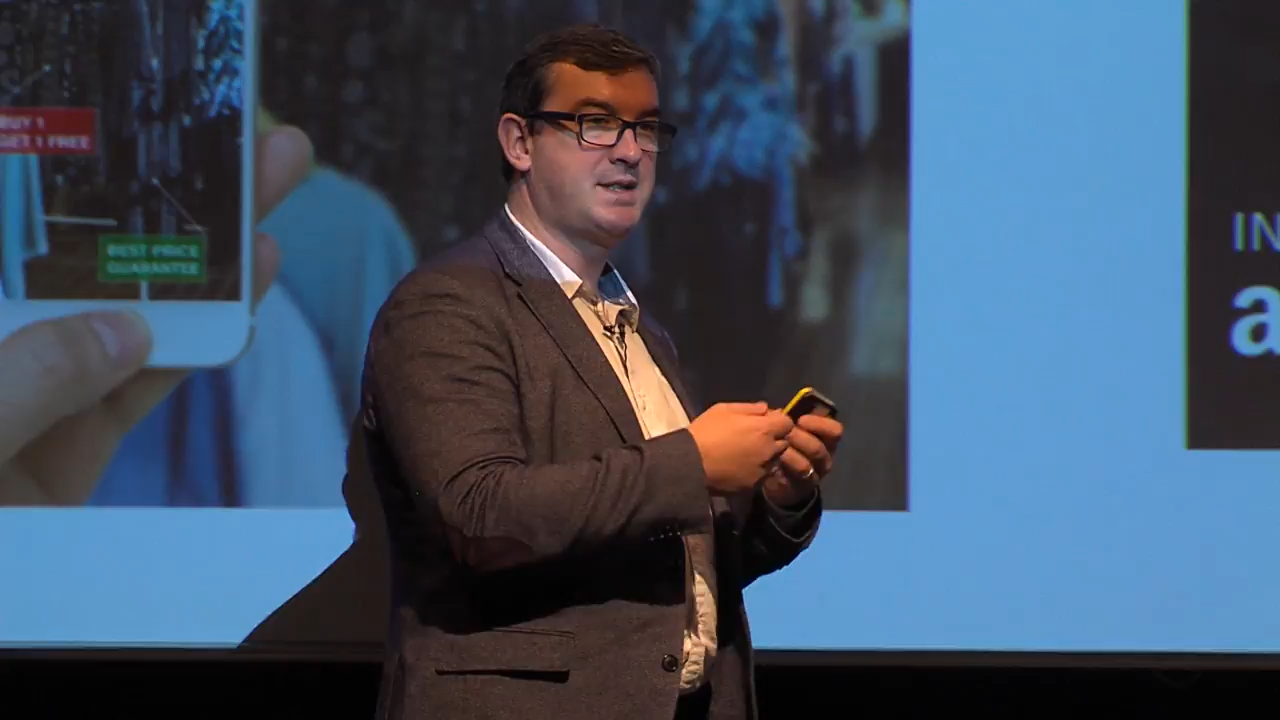 BUY 1
GET 1 FREE
BEST PRICE
GUARANTEE
IN
a